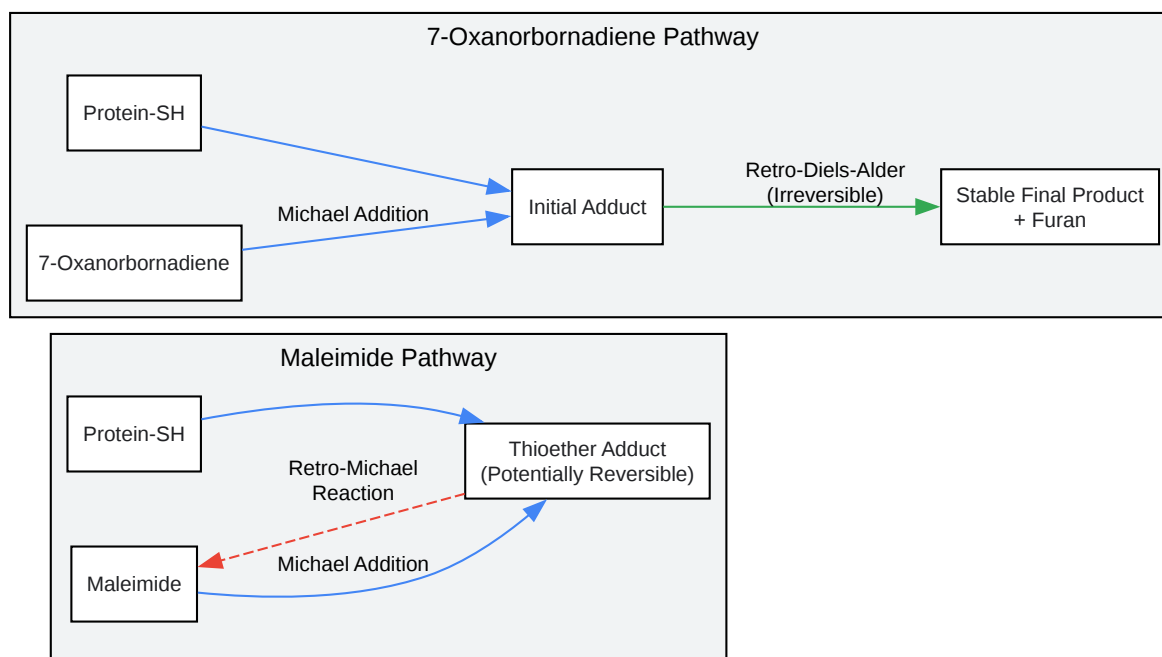 7-Oxanorbornadiene Pathway
Protein-SH
7-Oxanorbornadiene
Michael Addition
Initial Adduct
Retro-Diels-Alder
(Irreversible)
Stable Final Product
+ Furan
Maleimide Pathway
Protein-SH
Thioether Adduct
(Potentially Reversible)
Retro-Michael
Reaction
Maleimide
Michael Addition